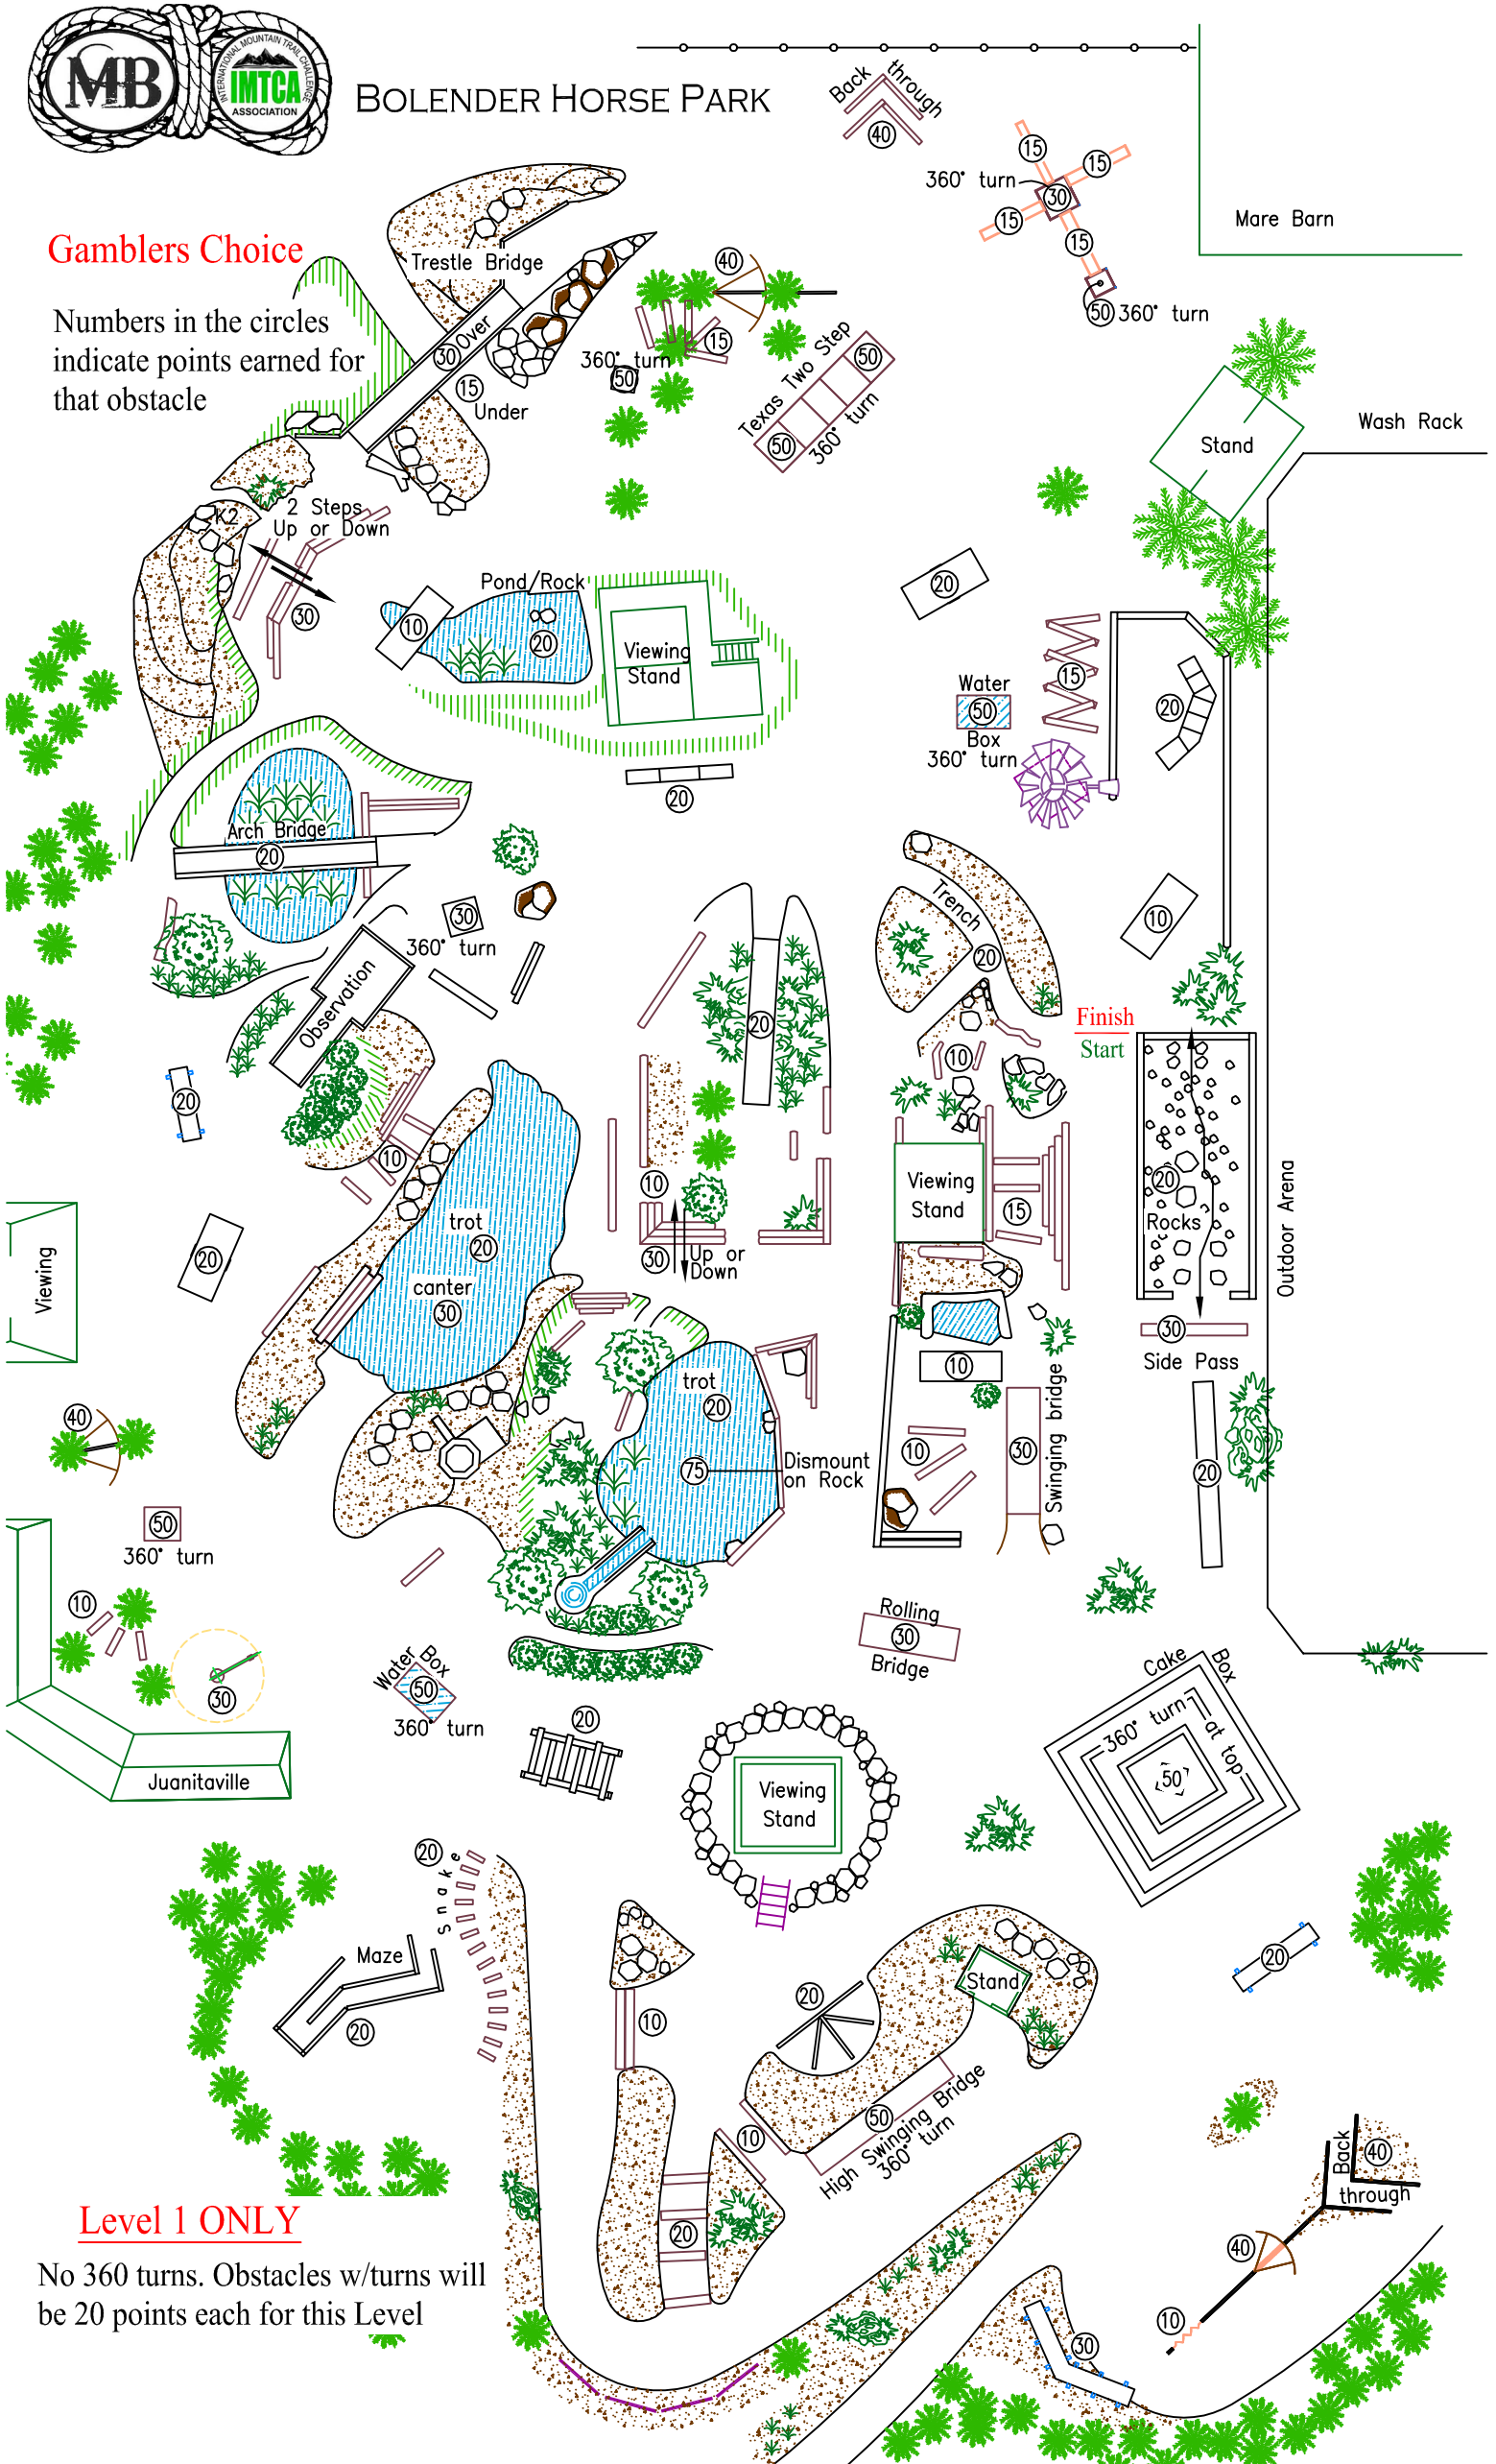 MB
INTERNATIONAL MOUNTAIN TRAIL CHALLENGE
IMTCA
ASSOCIATION
BOLENDER HORSE PARK
Back through
40
15
15
360° turn
30
15
15
50 360° turn
Mare Barn
Gamblers Choice
Numbers in the circles
indicate points earned for
that obstacle
Trestle Bridge
30 Over
15
Under
40
15
360° turn
50
Texas Two Step
50
50
360° turn
Stand
Wash Rack
K2
2 Steps
Up or Down
30
Pond/Rock
10
20
Viewing
Stand
20
20
Water
50
Box
360° turn
15
20
Arch Bridge
20
30
360° turn
Observation
Trench
20
10
10
20
Finish
Start
20
10
trot
20
canter
30
20
Viewing
10
30
Up or
Down
Viewing
Stand
15
20
Rocks
Outdoor Arena
30
Side Pass
20
10
Swinging bridge
30
10
trot
20
75
Dismount
on Rock
40
50
360° turn
10
30
Juanitaville
Water Box
50
360° turn
20
Rolling
30
Bridge
Viewing
Stand
Cake Box
360° turn
at top
50
20
Snake
Maze
20
10
20
Stand
20
50
High Swinging Bridge
360° turn
10
20
Back
through
40
40
10
30
Level 1 ONLY
No 360 turns. Obstacles w/turns will
be 20 points each for this Level